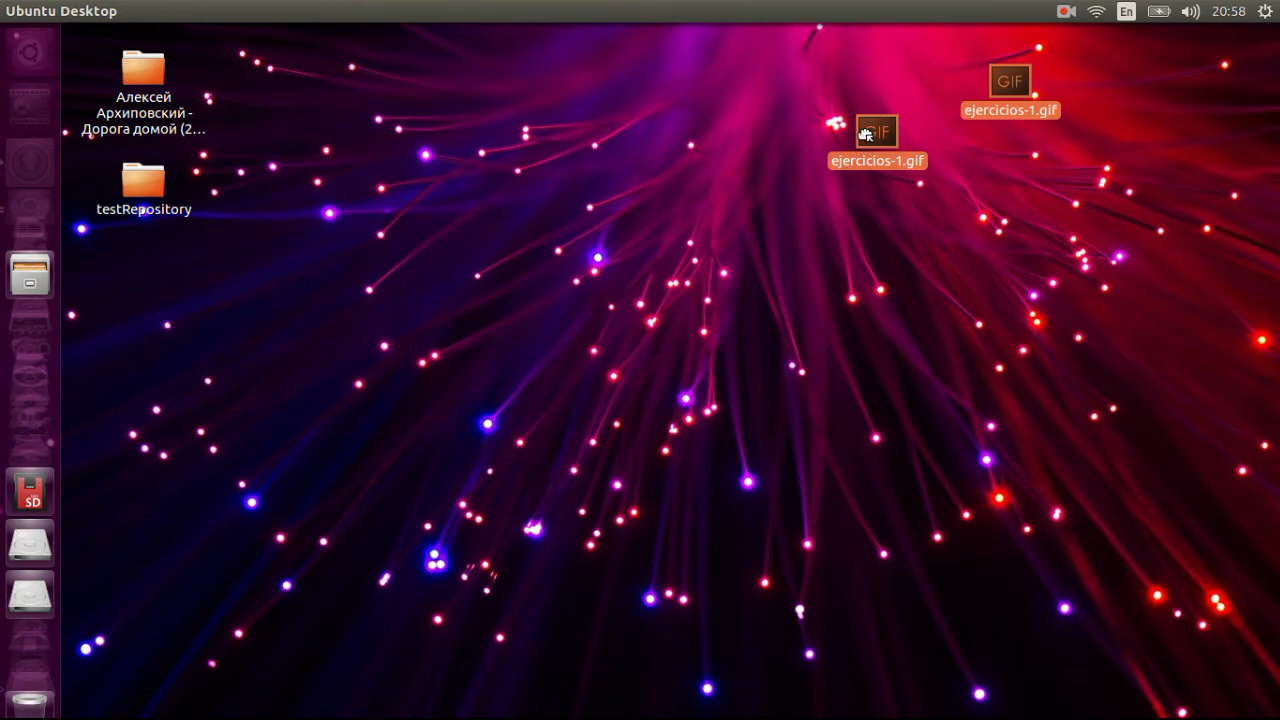 Ubuntu Desktop
En
20:58
Алексей
Архиповский -
Дорога домой (2…
GIF
ejercicios-1.gif
GIF
ejercicios-1.gif
testRepository
SD